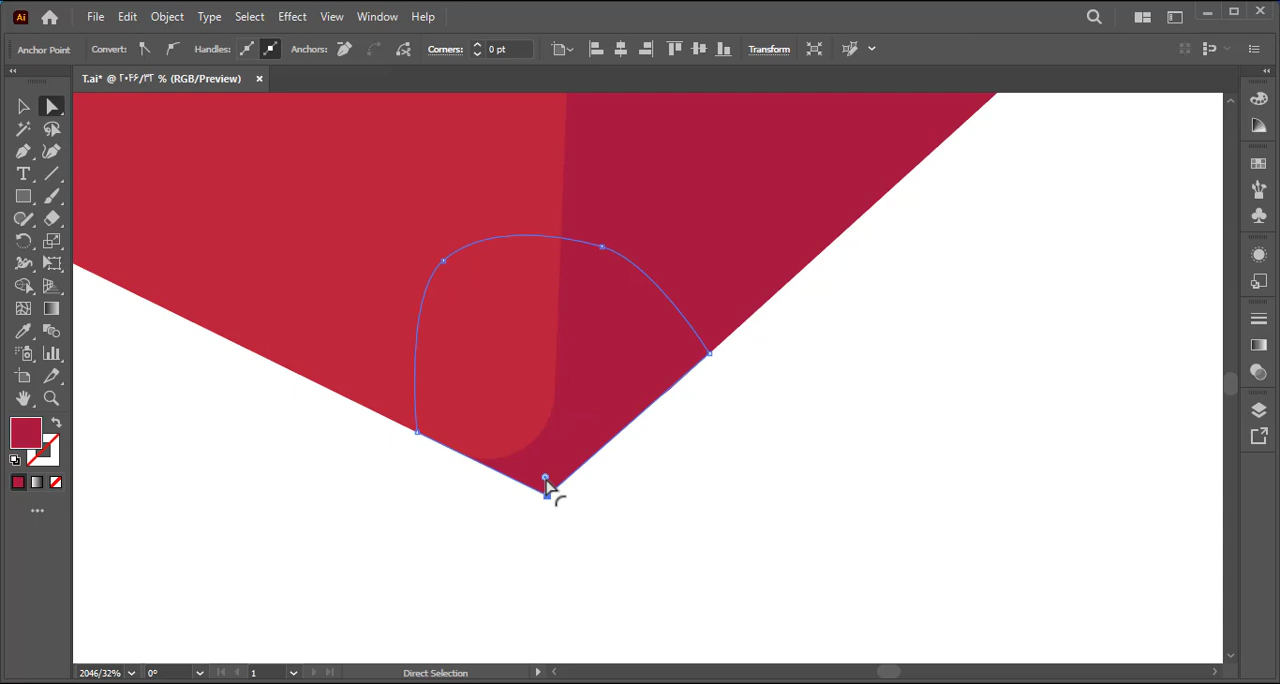 Ai File Edit Object Type Select Effect View Window Help
Anchor Point Convert: Handles: Anchors: Corners: 0 pt Transform
T.ai* @ ۲۰۴۶/۳۲ % (RGB/Preview) ×
T
2046/32% 0° 1 Direct Selection